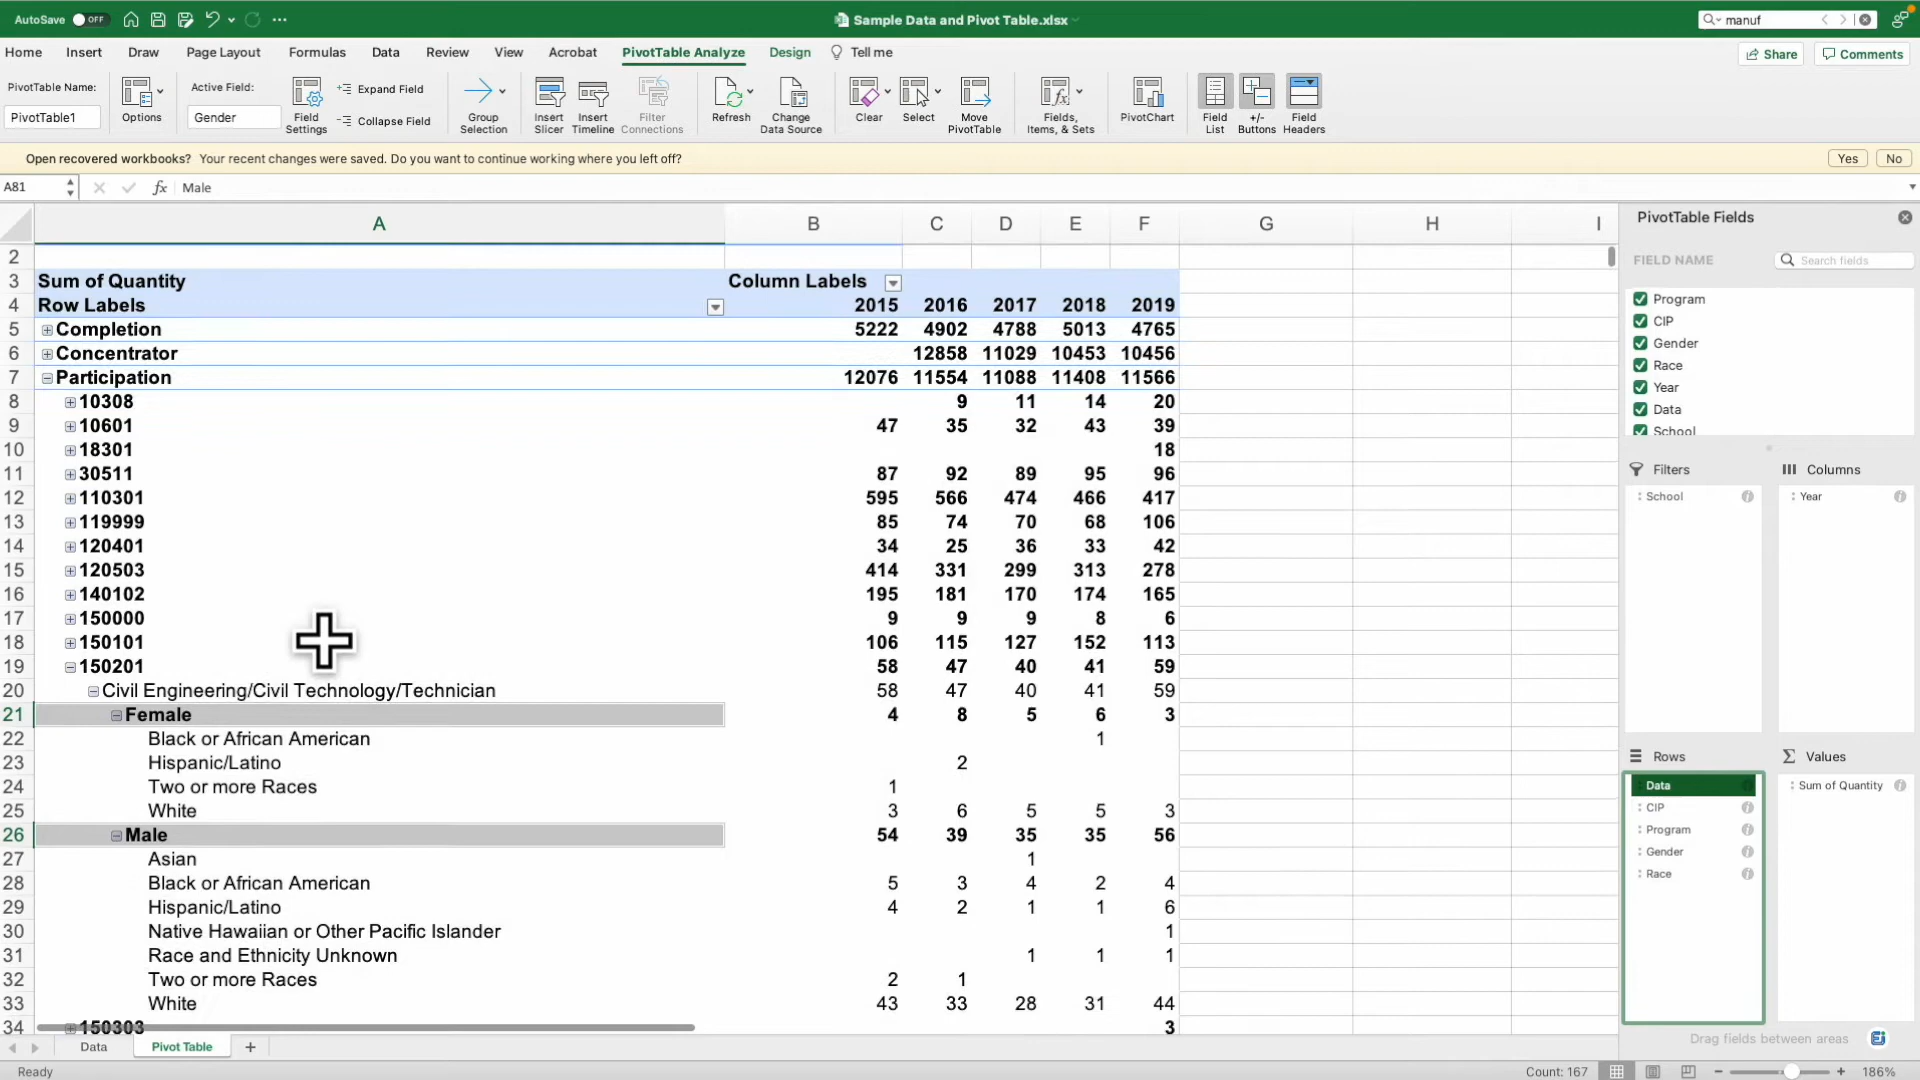 AutoSave OFF Sample Data and Pivot Table.xlsx manuf
Home Insert Draw Page Layout Formulas Data Review View Acrobat PivotTable Analyze Design Tell me Share Comments
PivotTable Name:
PivotTable1
Options
Active Field:
Gender
Field
Settings
Expand Field
Collapse Field
Group
Selection
Insert
Slicer
Insert
Timeline
Filter
Connections
Refresh
Change
Data Source
Clear
Select
Move
PivotTable
Fields,
Items, & Sets
PivotChart
Field
List
+/-
Buttons
Field
Headers
Open recovered workbooks? Your recent changes were saved. Do you want to continue working where you left off? Yes No
A81 fx Male
A B C D E F G H I
2
3 Sum of Quantity Column Labels
4 Row Labels 2015 2016 2017 2018 2019
5 Completion 5222 4902 4788 5013 4765
6 Concentrator 12858 11029 10453 10456
7 Participation 12076 11554 11088 11408 11566
8 10308 9 11 14 20
9 10601 47 35 32 43 39
10 18301 18
11 30511 87 92 89 95 96
12 110301 595 566 474 466 417
13 119999 85 74 70 68 106
14 120401 34 25 36 33 42
15 120503 414 331 299 313 278
16 140102 195 181 170 174 165
17 150000 9 9 9 8 6
18 150101 106 115 127 152 113
19 150201 58 47 40 41 59
20 Civil Engineering/Civil Technology/Technician 58 47 40 41 59
21 Female 4 8 5 6 3
22 Black or African American 1
23 Hispanic/Latino 2
24 Two or more Races 1
25 White 3 6 5 5 3
26 Male 54 39 35 35 56
27 Asian 1
28 Black or African American 5 3 4 2 4
29 Hispanic/Latino 4 2 1 1 6
30 Native Hawaiian or Other Pacific Islander 1
31 Race and Ethnicity Unknown 1 1 1
32 Two or more Races 2 1
33 White 43 33 28 31 44
34 150303 3
PivotTable Fields
FIELD NAME Search fields
Program
CIP
Gender
Race
Year
Data
School
Filters Columns
School Year
Rows Values
Data Sum of Quantity
CIP
Program
Gender
Race
Drag fields between areas
Data Pivot Table +
Ready Count: 167 186%